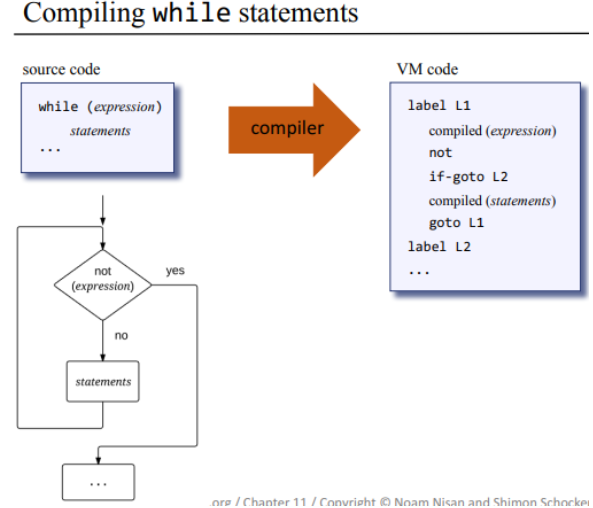 Compiling while statements
source code
while (expression)
statements
...
compiler
VM code
label L1
compiled (expression)
not
if-goto L2
compiled (statements)
goto L1
label L2
...
not
(expression)
yes
no
statements
...
.org / Chapter 11 / Copyright © Noam Nisan and Shimon Schocken